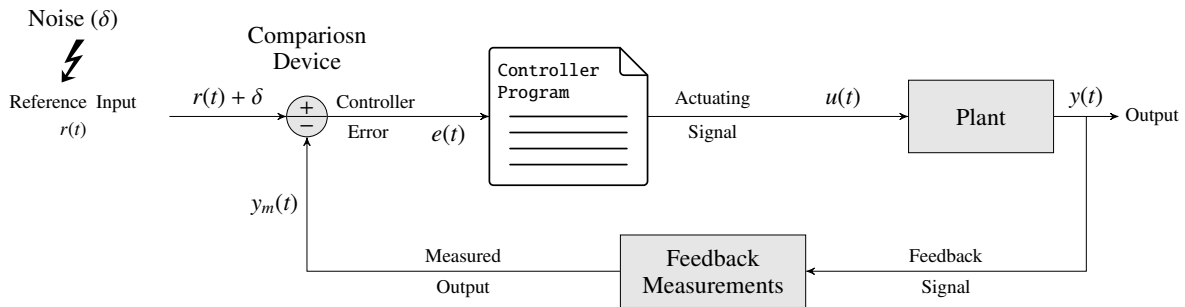 Noise (δ)
Reference Input
r(t)
r(t) + δ
Compariosn
Device
+
−
Controller
Error
e(t)
Controller
Program
Actuating
Signal
u(t)
Plant
y(t)
Output
y_m(t)
Measured
Output
Feedback
Measurements
Feedback
Signal